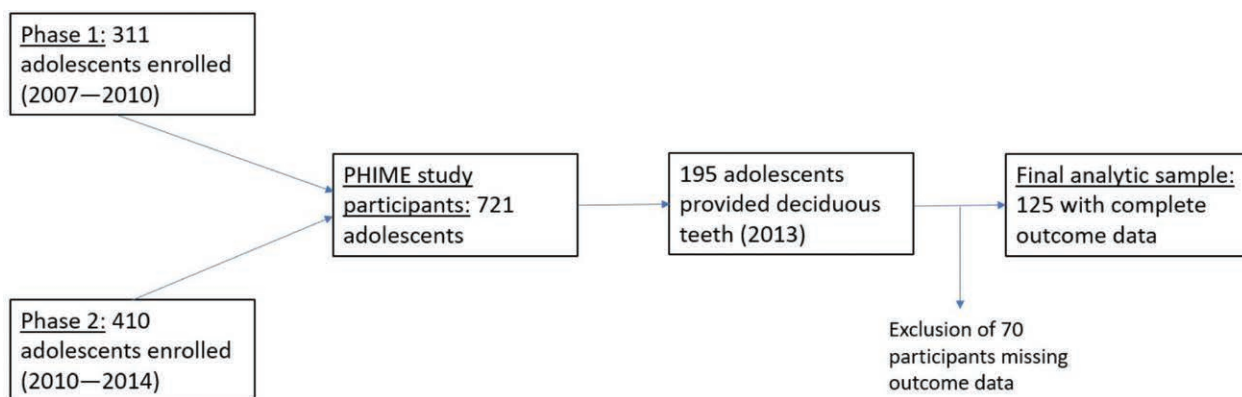 Phase 1: 311
adolescents enrolled
(2007—2010)
Phase 2: 410
adolescents enrolled
(2010—2014)
PHIME study
participants: 721
adolescents
195 adolescents
provided deciduous
teeth (2013)
Exclusion of 70
participants missing
outcome data
Final analytic sample:
125 with complete
outcome data